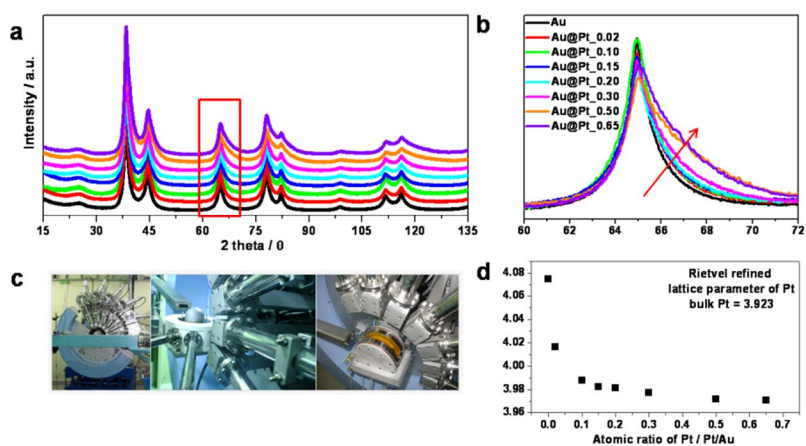 a
Intensity / a.u.
15 30 45 60 75 90 105 120 135
2 theta / θ
b
Au
Au@Pt_0.02
Au@Pt_0.10
Au@Pt_0.15
Au@Pt_0.20
Au@Pt_0.30
Au@Pt_0.50
Au@Pt_0.65
60 62 64 66 68 70 72
c
d
4.08
4.06
4.04
4.02
4.00
3.98
3.96
Rietvel refined
lattice parameter of Pt
bulk Pt = 3.923
0.0 0.1 0.2 0.3 0.4 0.5 0.6 0.7
Atomic ratio of Pt / Pt/Au